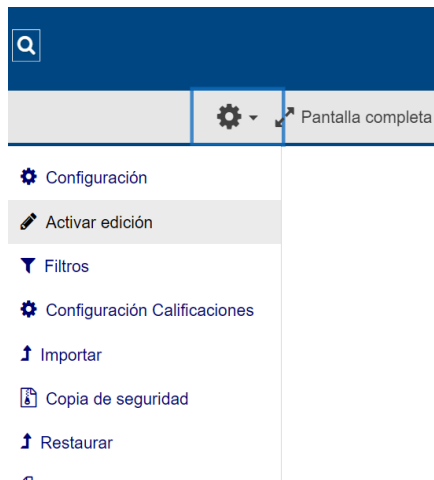 Pantalla completa
Configuración
Activar edición
Filtros
Configuración Calificaciones
Importar
Copia de seguridad
Restaurar